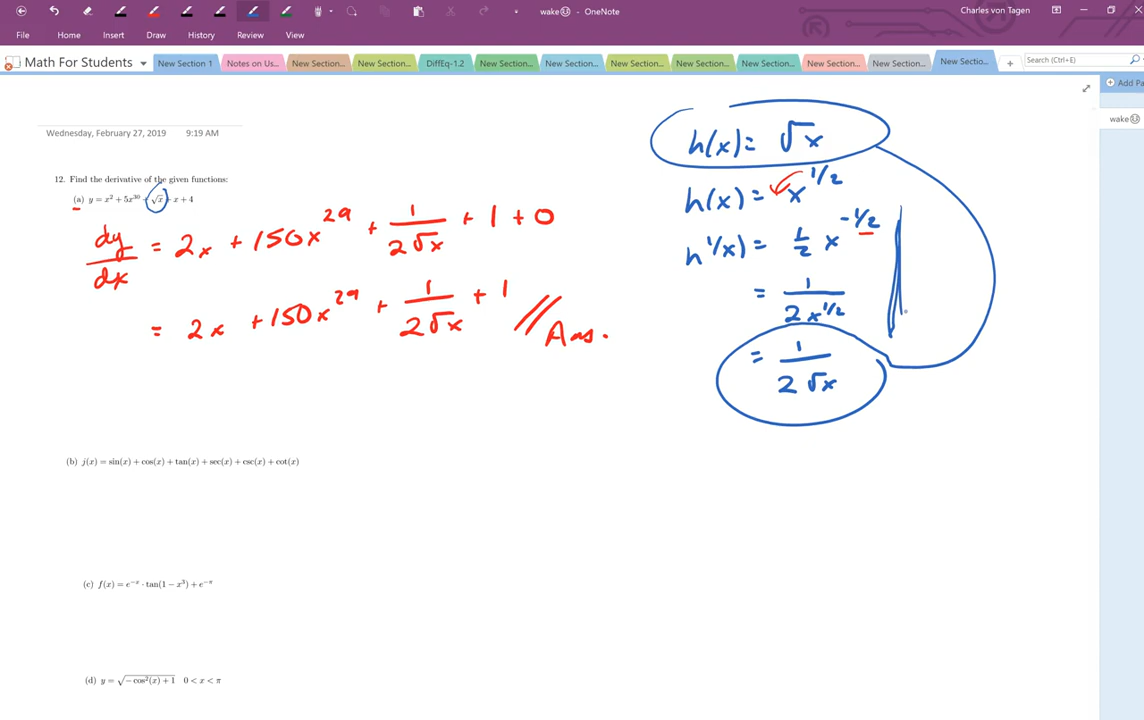 wake☺ - OneNote
Charles von Tagen
File Home Insert Draw History Review View
Math For Students
New Section 1 Notes on Us... New Section... New Section... DiffEq-1.2 New Section... New Section... New Section... New Section... New Section... New Section... New Section... New Sectio... + Search (Ctrl+E)
+ Add Pa
wake☺
Wednesday, February 27, 2019 9:19 AM
12. Find the derivative of the given functions:
(a) y = x² + 5x³⁰ + √x + x + 4
dy/dx = 2x + 150x²⁹ + 1/(2√x) + 1 + 0
= 2x + 150x²⁹ + 1/(2√x) + 1 // Ans.
h(x) = √x
h(x) = x^1/2
h'(x) = 1/2 x^-1/2
= 1/(2x^1/2)
= 1/(2√x)
(b) j(x) = sin(x) + cos(x) + tan(x) + sec(x) + csc(x) + cot(x)
(c) f(x) = e⁻ˣ · tan(1 − x³) + e^−π
(d) y = √(− cos²(x) + 1) 0 < x < π